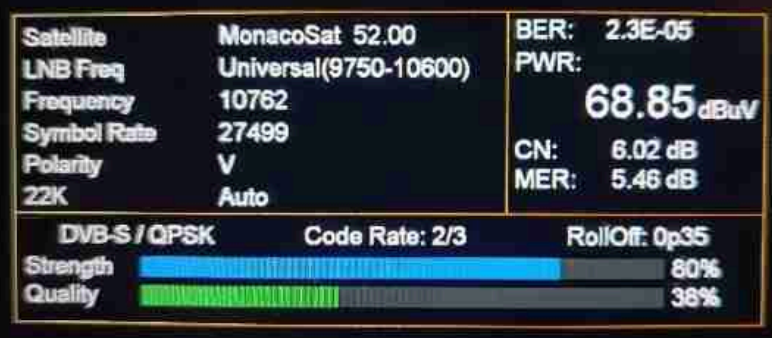 Satellite MonacoSat 52.00
LNB Freq Universal(9750-10600)
Frequency 10762
Symbol Rate 27499
Polarity V
22K Auto
BER: 2.3E-05
PWR:
68.85 dBuV
CN: 6.02 dB
MER: 5.46 dB
DVB-S / QPSK Code Rate: 2/3 RollOff: 0p35
Strength 80%
Quality 38%